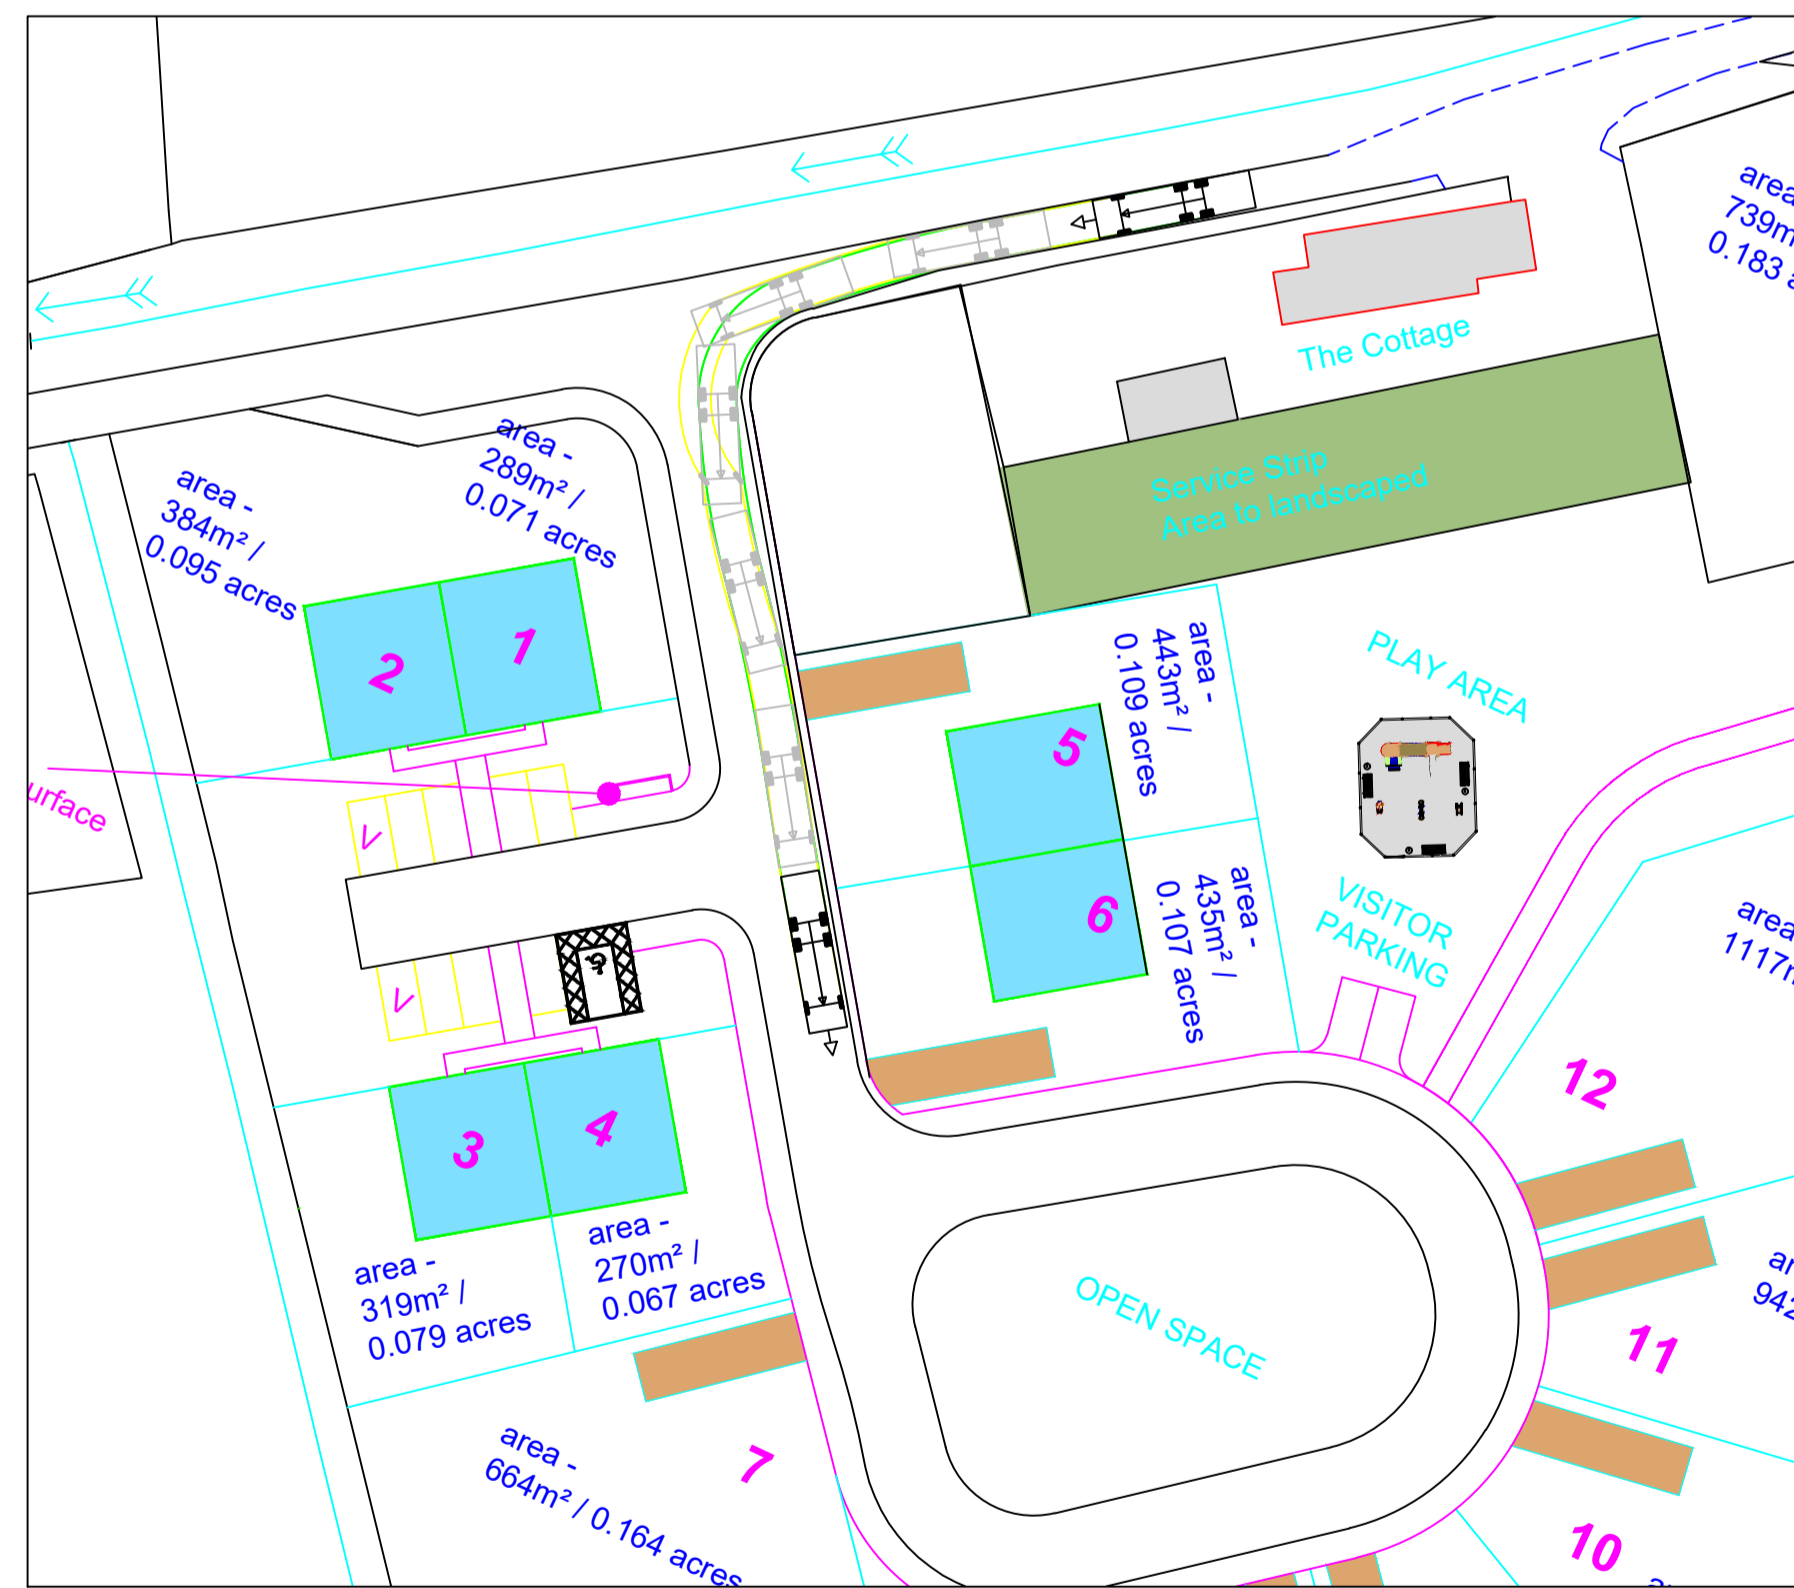 area -
739m
0.183
area -
289m² /
0.071 acres
area -
384m² /
0.095 acres
The Cottage
Service Strip
Area to landscaped
1
2
area -
443m² /
0.109 acres
PLAY AREA
5
urface
V
6
area -
435m² /
0.107 acres
VISITOR
PARKING
area
1117
V
12
3
4
area -
319m² /
0.079 acres
area -
270m² /
0.067 acres
OPEN SPACE
942
11
7
area -
664m² / 0.164 acres
10